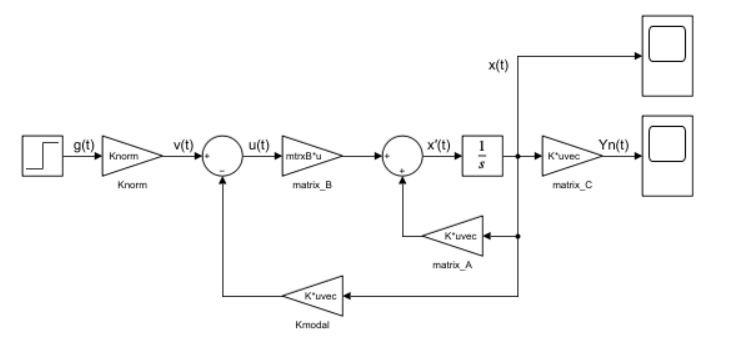 x(t)
g(t)
Knorm
Knorm
v(t)
+
−
u(t)
mtrxB*u
matrix_B
+
+
x'(t)
1
s
K*uvec
matrix_C
Yn(t)
K*uvec
matrix_A
K*uvec
Kmodal